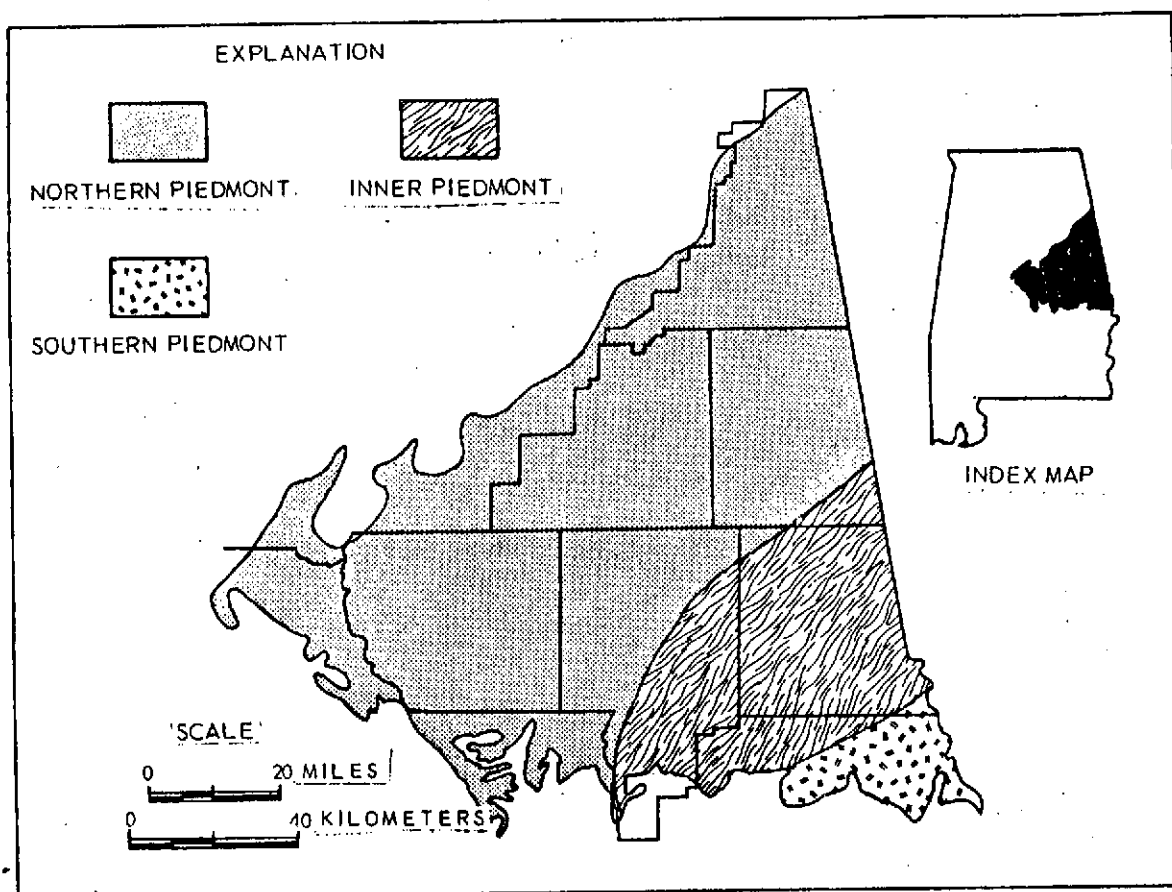 EXPLANATION
NORTHERN PIEDMONT
INNER PIEDMONT
SOUTHERN PIEDMONT
INDEX MAP
'SCALE'
0 20 MILES
0 40 KILOMETERS